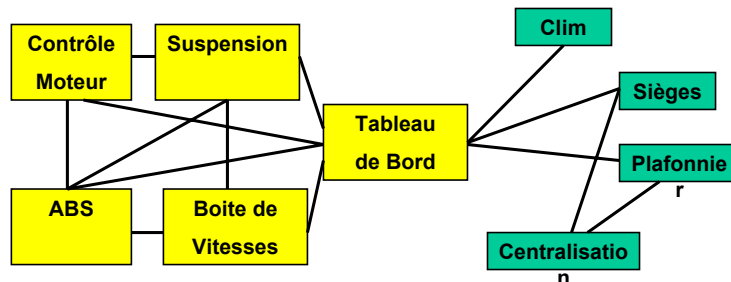 Contrôle
Moteur
Suspension
Clim
Sièges
Tableau
de Bord
Plafonnie
r
ABS
Boite de
Vitesses
Centralisatio
n